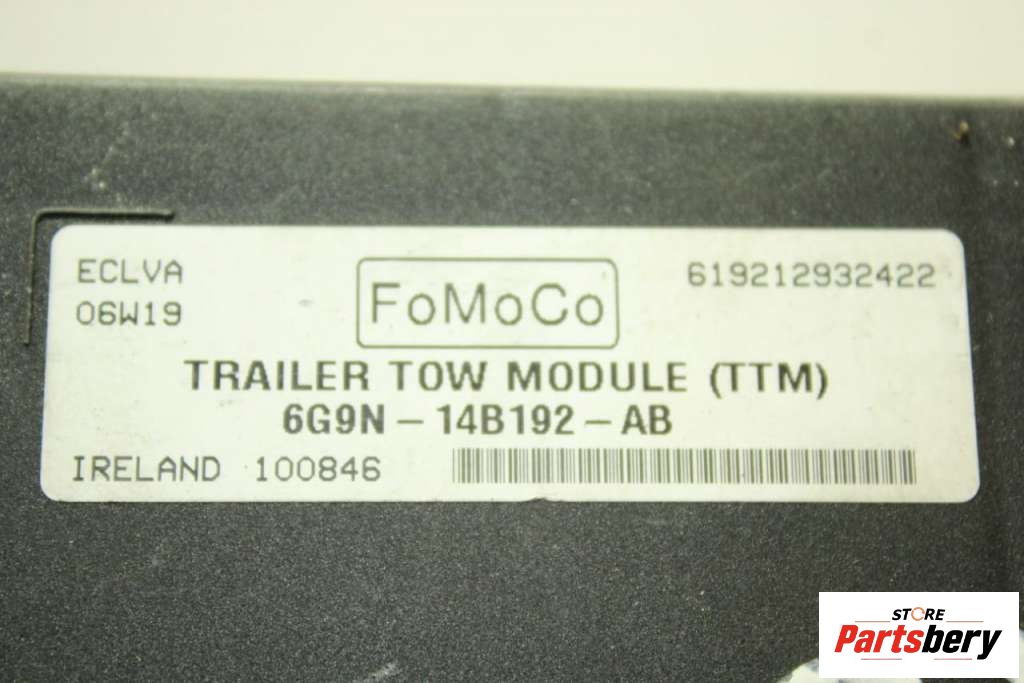 ECLVA
06W19
FoMoCo
619212932422
TRAILER TOW MODULE (TTM)
6G9N – 14B192 – AB
IRELAND 100846
STORE
Partsbery